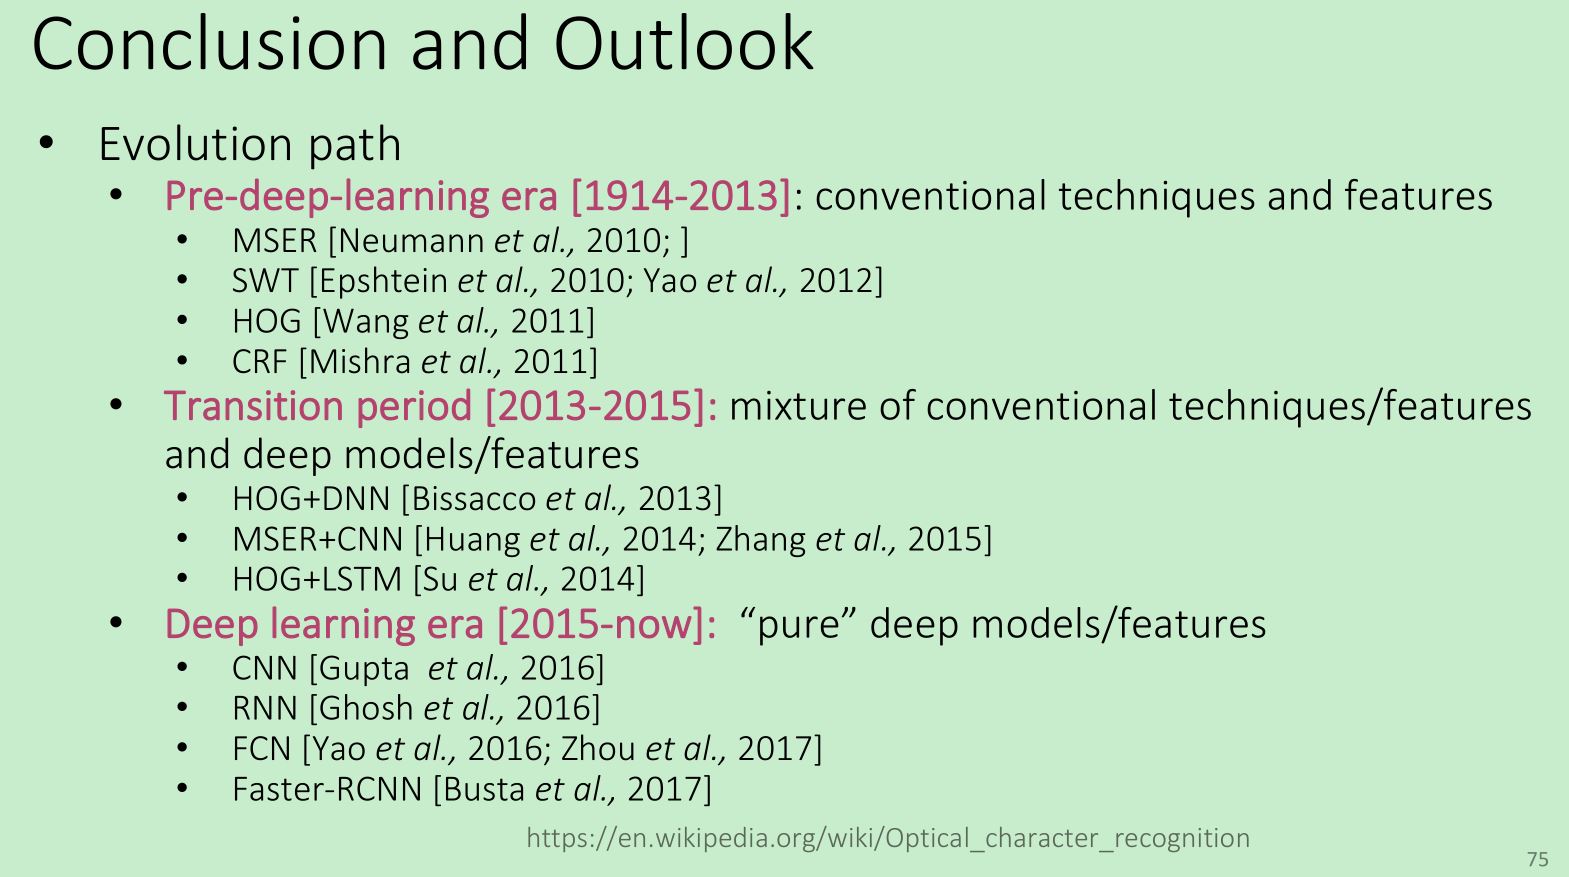 Conclusion and Outlook
• Evolution path
• Pre-deep-learning era [1914-2013]: conventional techniques and features
• MSER [Neumann et al., 2010; ]
• SWT [Epshtein et al., 2010; Yao et al., 2012]
• HOG [Wang et al., 2011]
• CRF [Mishra et al., 2011]
• Transition period [2013-2015]: mixture of conventional techniques/features
and deep models/features
• HOG+DNN [Bissacco et al., 2013]
• MSER+CNN [Huang et al., 2014; Zhang et al., 2015]
• HOG+LSTM [Su et al., 2014]
• Deep learning era [2015-now]: “pure” deep models/features
• CNN [Gupta et al., 2016]
• RNN [Ghosh et al., 2016]
• FCN [Yao et al., 2016; Zhou et al., 2017]
• Faster-RCNN [Busta et al., 2017]
https://en.wikipedia.org/wiki/Optical_character_recognition
75